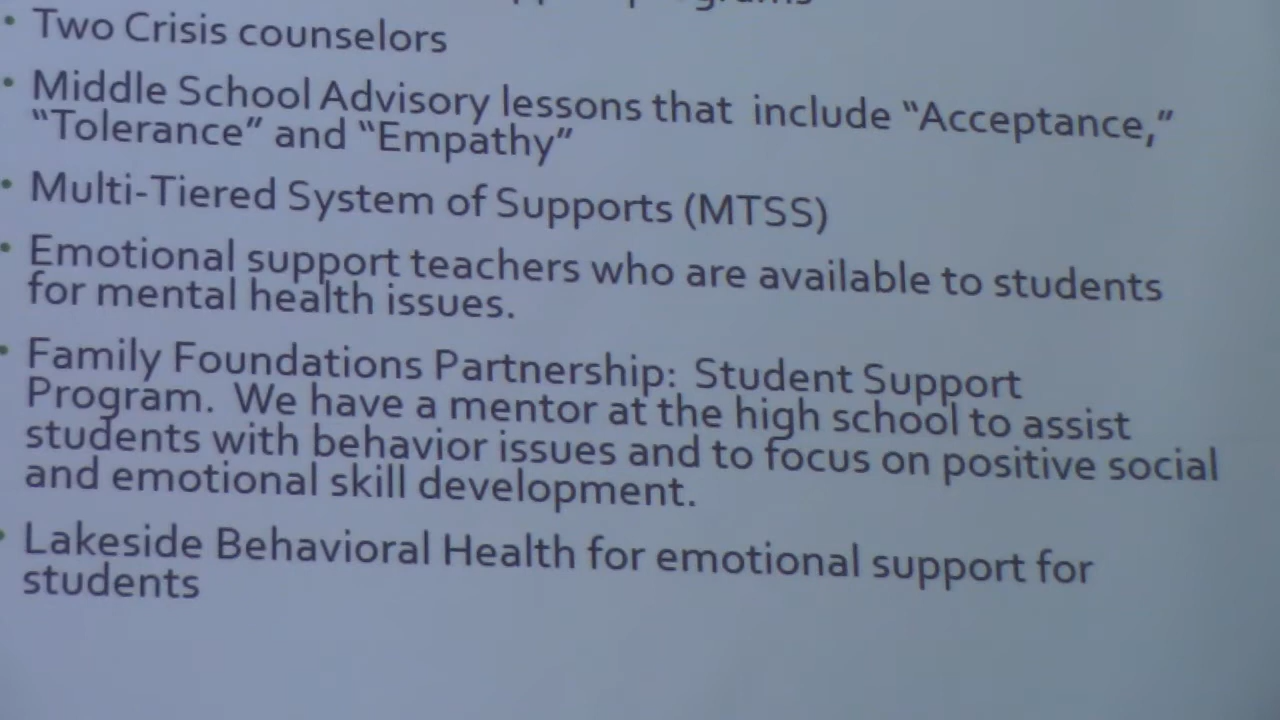 • Two Crisis counselors
• Middle School Advisory lessons that include “Acceptance,”
“Tolerance” and “Empathy”
• Multi-Tiered System of Supports (MTSS)
• Emotional support teachers who are available to students
for mental health issues.
• Family Foundations Partnership: Student Support
Program. We have a mentor at the high school to assist
students with behavior issues and to focus on positive social
and emotional skill development.
• Lakeside Behavioral Health for emotional support for
students